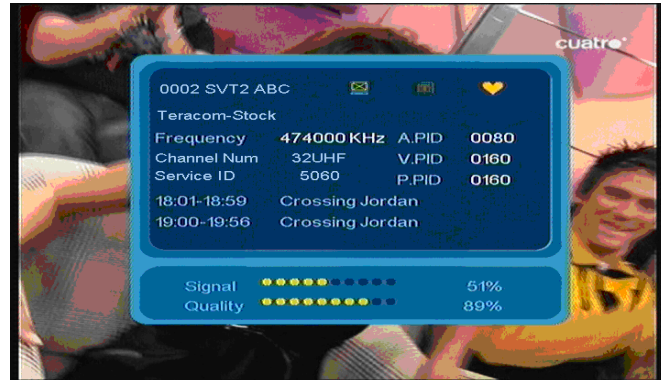 cuatro
0002 SVT2 ABC
Teracom-Stock
Frequency 474000 KHz A.PID 0080
Channel Num 32UHF V.PID 0160
Service ID 5060 P.PID 0160
18:01-18:59 Crossing Jordan
19:00-19:56 Crossing Jordan
Signal 51%
Quality 89%